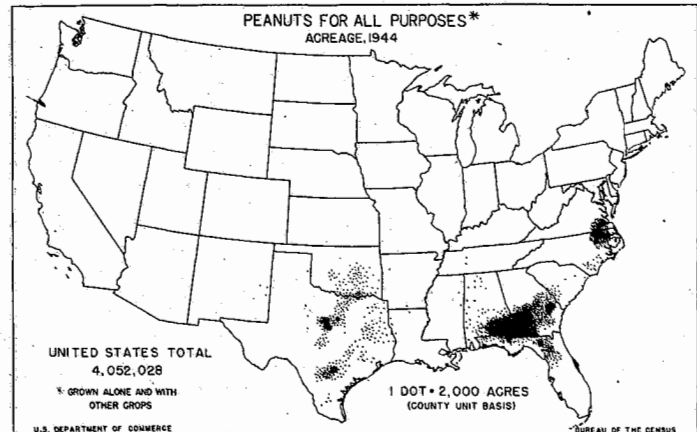 PEANUTS FOR ALL PURPOSES*
ACREAGE, 1944
UNITED STATES TOTAL
4,052,028
* GROWN ALONE AND WITH
OTHER CROPS
1 DOT • 2,000 ACRES
(COUNTY UNIT BASIS)
U.S. DEPARTMENT OF COMMERCE
BUREAU OF THE CENSUS